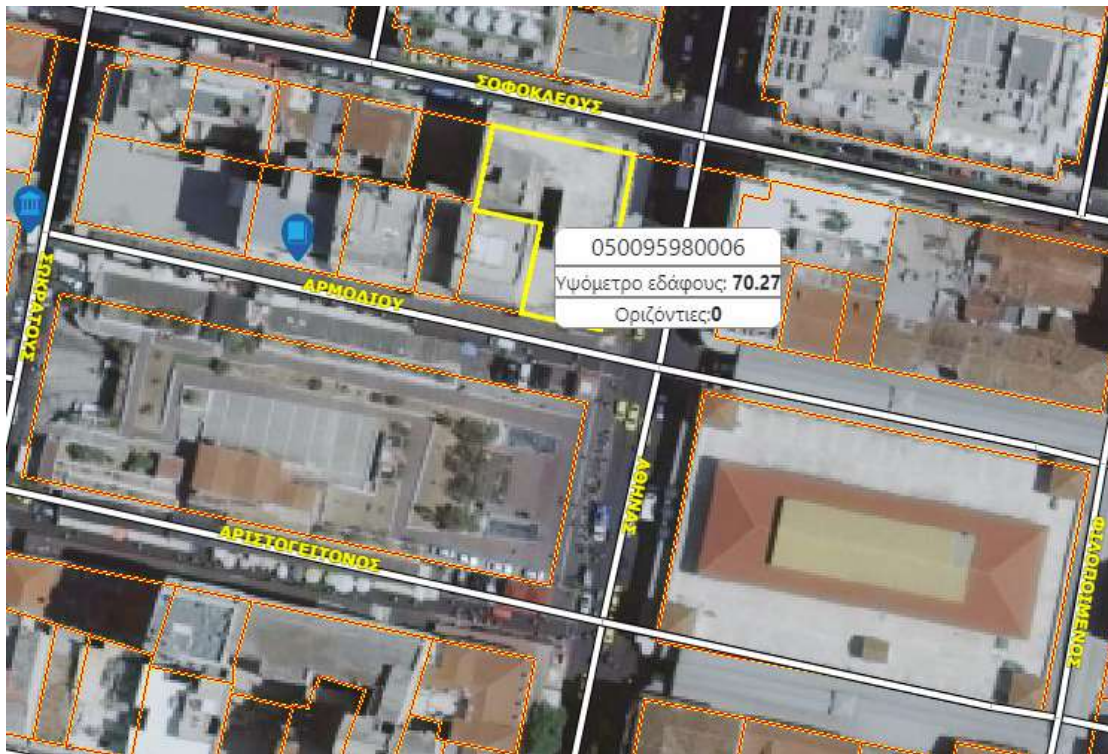 ΣΟΦΟΚΛΕΟΥΣ
050095980006
Υψόμετρο εδάφους: 70.27
Οριζόντιες:0
ΑΡΜΟΔΙΟΥ
ΣΩΚΡΑΤΟΥΣ
ΑΘΗΝΑΣ
ΑΡΙΣΤΟΓΕΙΤΟΝΟΣ
ΦΙΛΟΠΟΙΜΕΝΟΣ